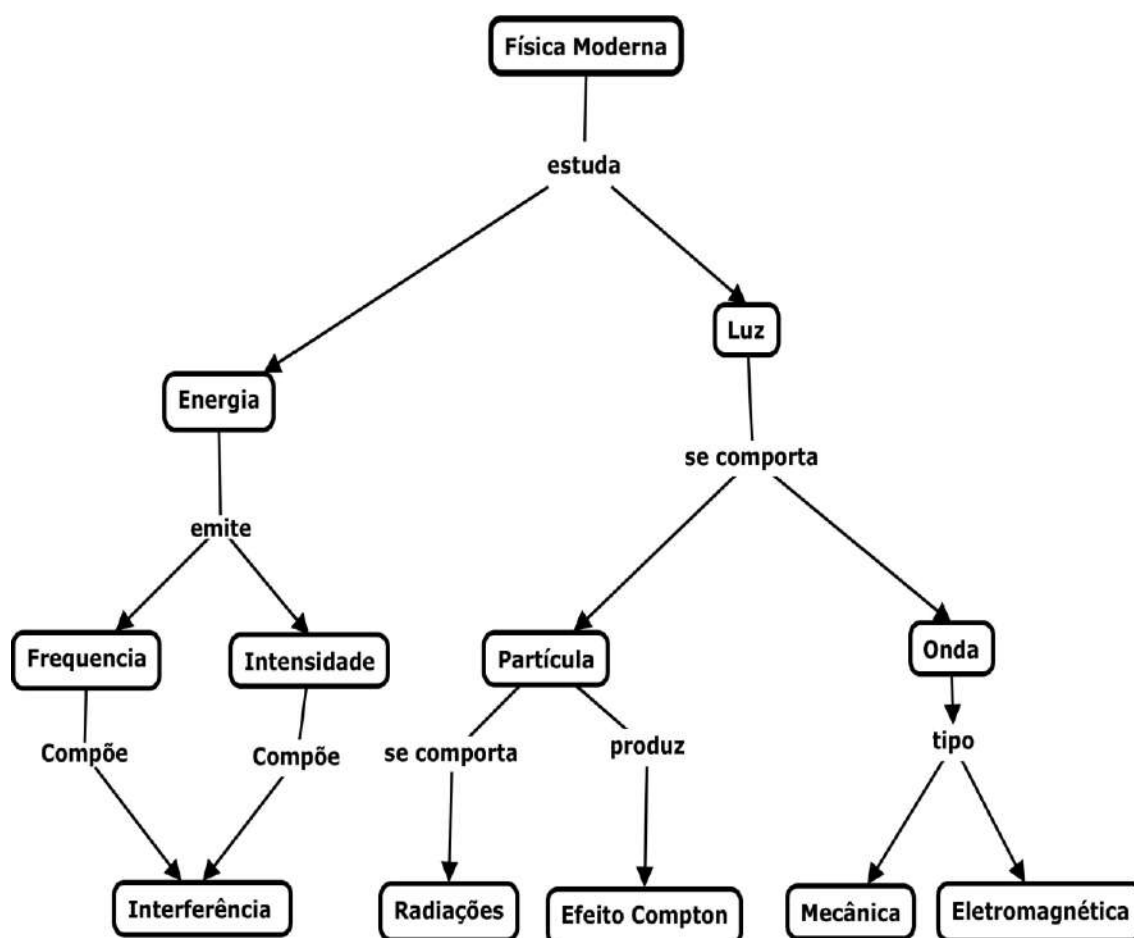 Física Moderna
estuda
Luz
Energia
se comporta
emite
Frequencia
Intensidade
Partícula
Onda
Compõe
Compõe
se comporta
produz
tipo
Interferência
Radiações
Efeito Compton
Mecânica
Eletromagnética